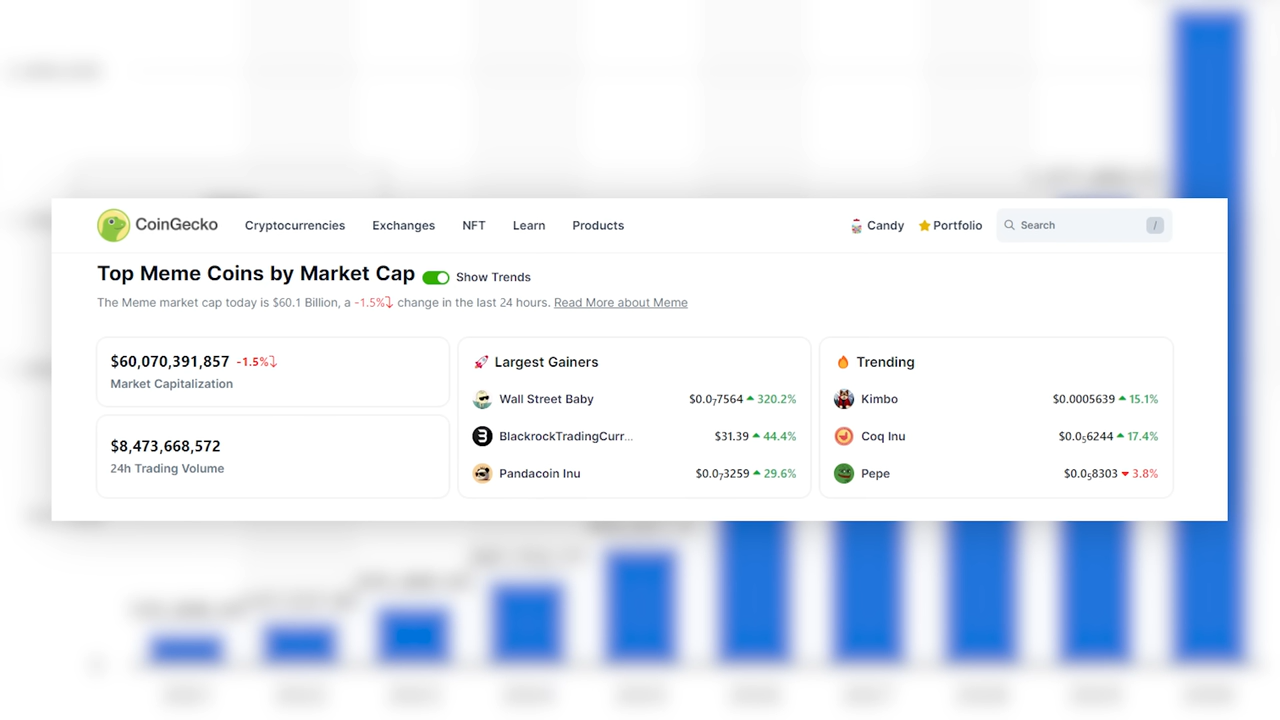 CoinGecko Cryptocurrencies Exchanges NFT Learn Products Candy Portfolio Search /
Top Meme Coins by Market Cap Show Trends
The Meme market cap today is $60.1 Billion, a -1.5% change in the last 24 hours. Read More about Meme
$60,070,391,857 -1.5%
Market Capitalization
$8,473,668,572
24h Trading Volume
Largest Gainers
Wall Street Baby $0.0₇7564 320.2%
BlackrockTradingCurr... $31.39 44.4%
Pandacoin Inu $0.0₇3259 29.6%
Trending
Kimbo $0.0005639 15.1%
Coq Inu $0.0₅6244 17.4%
Pepe $0.0₅8303 3.8%